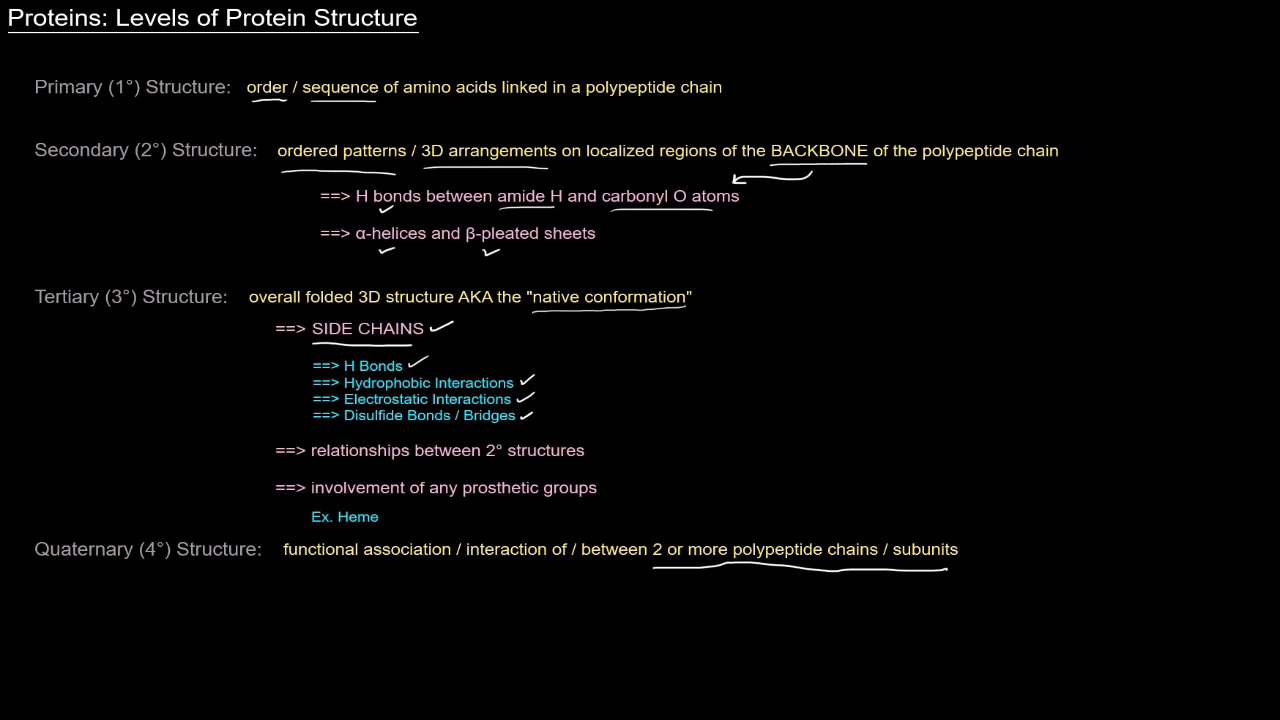 Proteins: Levels of Protein Structure
Primary (1°) Structure: order / sequence of amino acids linked in a polypeptide chain
Secondary (2°) Structure: ordered patterns / 3D arrangements on localized regions of the BACKBONE of the polypeptide chain
==> H bonds between amide H and carbonyl O atoms
==> α-helices and β-pleated sheets
Tertiary (3°) Structure: overall folded 3D structure AKA the "native conformation"
==> SIDE CHAINS
==> H Bonds
==> Hydrophobic Interactions
==> Electrostatic Interactions
==> Disulfide Bonds / Bridges
==> relationships between 2° structures
==> involvement of any prosthetic groups
Ex. Heme
Quaternary (4°) Structure: functional association / interaction of / between 2 or more polypeptide chains / subunits